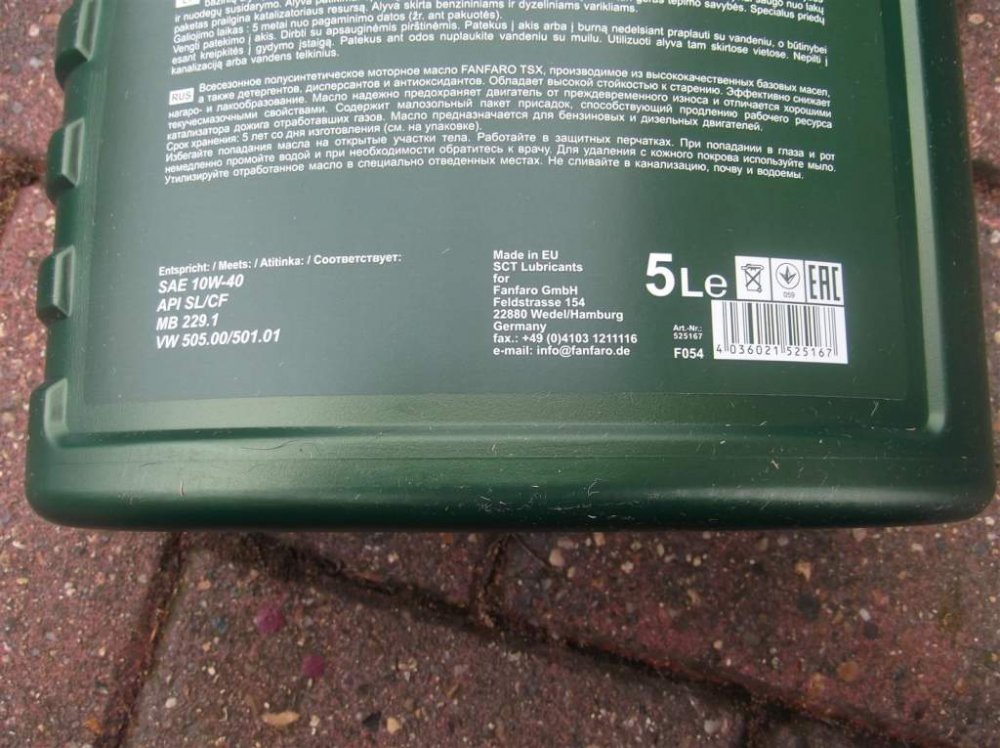 ir nuodegų susidarymo. Alyva
paketas prailgina katalizatoriaus resursą. Alyva skirta benzininiams ir dyzeliniams varikliams.
Galiojimo laikas : 5 metai nuo pagaminimo datos (žr. ant pakuotės).
Vengti patekimo į akis. Dirbti su apsauginėmis pirštinėmis. Patekus į akis arba į burną nedelsiant praplauti su vandeniu, o būtinybei
esant kreipkitės į gydymo įstaigą. Patekus ant odos nuplaukite vandeniu su muilu. Utilizuoti alyva tam skirtose vietose. Nepilti į
kanalizaciją arba vandens telkinius.
RUS Всесезонное полусинтетическое моторное масло FANFARO TSX, производимое из высококачественных базовых масел,
а также детергентов, дисперсантов и антиоксидантов. Обладает высокой стойкостью к старению. Эффективно снижает
нагаро- и лакообразование. Масло надежно предохраняет двигатель от преждевременного износа и отличается хорошими
текучесмазочными свойствами. Содержит малозольный пакет присадок, способствующий продлению рабочего ресурса
катализатора дожига отработавших газов. Масло предназначается для бензиновых и дизельных двигателей.
Срок хранения: 5 лет со дня изготовления (см. на упаковке).
Избегайте попадания масла на открытые участки тела. Работайте в защитных перчатках. При попадании в глаза и рот
немедленно промойте водой и при необходимости обратитесь к врачу. Для удаления с кожного покрова используйте мыло.
Утилизируйте отработанное масло в специально отведенных местах. Не сливайте в канализацию, почву и водоемы.
Entspricht: / Meets: / Atitinka: / Соответствует:
SAE 10W-40
API SL/CF
MB 229.1
VW 505.00/501.01
Made in EU
SCT Lubricants
for
Fanfaro GmbH
Feldstrasse 154
22880 Wedel/Hamburg
Germany
fax.: +49 (0)4103 1211116
e-mail: info@fanfaro.de
5 L e
059
EAC
Art.-Nr.:
525167
F054
4 036021 525167